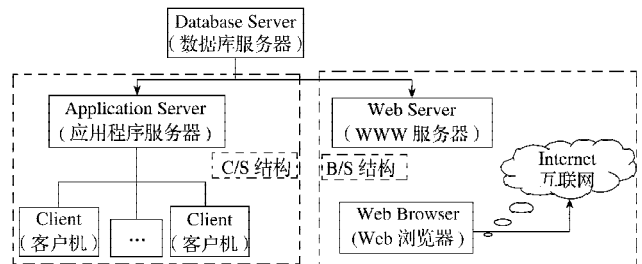 Database Server
(数据库服务器)
Application Server
(应用程序服务器)
Web Server
(WWW 服务器)
C/S 结构
B/S 结构
Internet
互联网
Client
(客户机)
...
Client
(客户机)
Web Browser
(Web 浏览器)